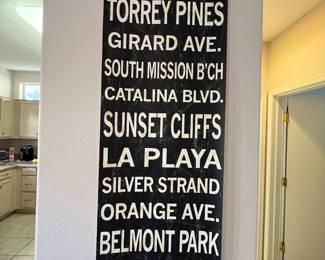 TORREY PINES
GIRARD AVE.
SOUTH MISSION B'CH
CATALINA BLVD.
SUNSET CLIFFS
LA PLAYA
SILVER STRAND
ORANGE AVE.
BELMONT PARK